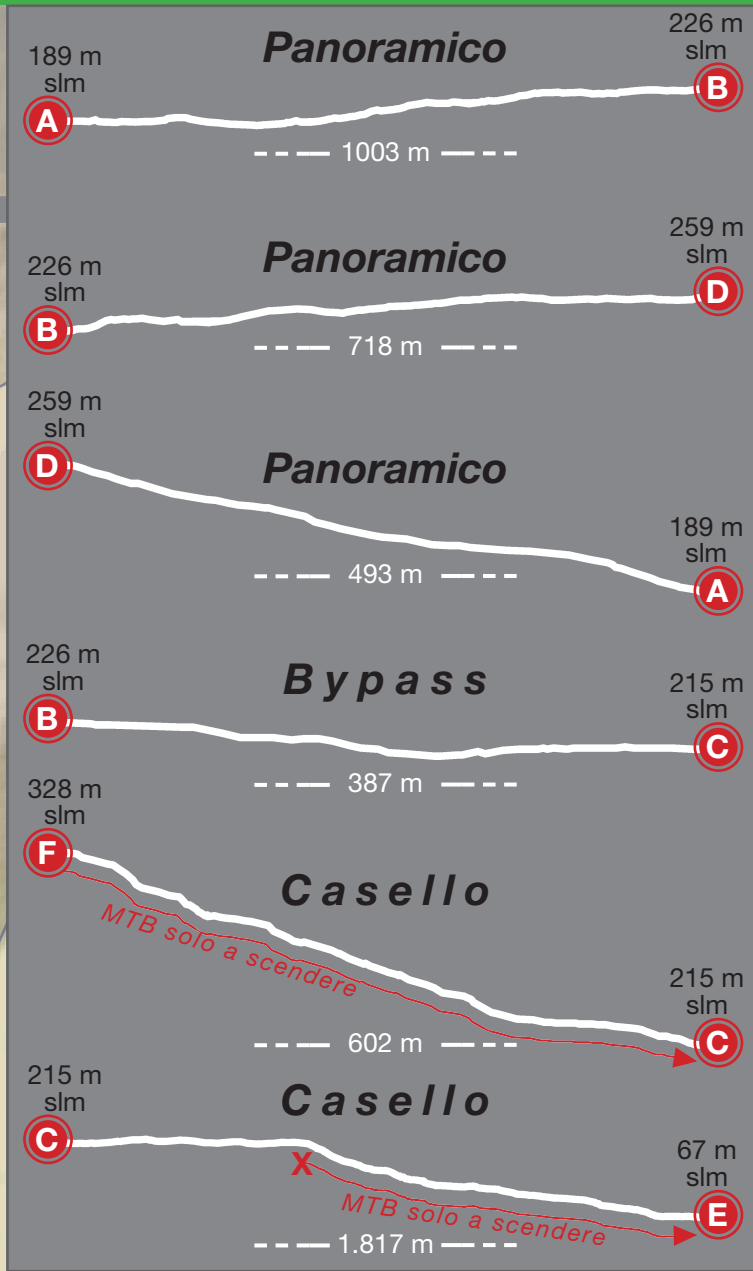 Panoramico
189 m
slm
226 m
slm
A
B
1003 m
Panoramico
226 m
slm
259 m
slm
B
D
718 m
259 m
slm
D
Panoramico
189 m
slm
493 m
A
226 m
slm
Bypass
215 m
slm
B
C
387 m
328 m
slm
F
Casello
MTB solo a scendere
215 m
slm
602 m
C
215 m
slm
Casello
C
67 m
slm
X
MTB solo a scendere
E
1.817 m